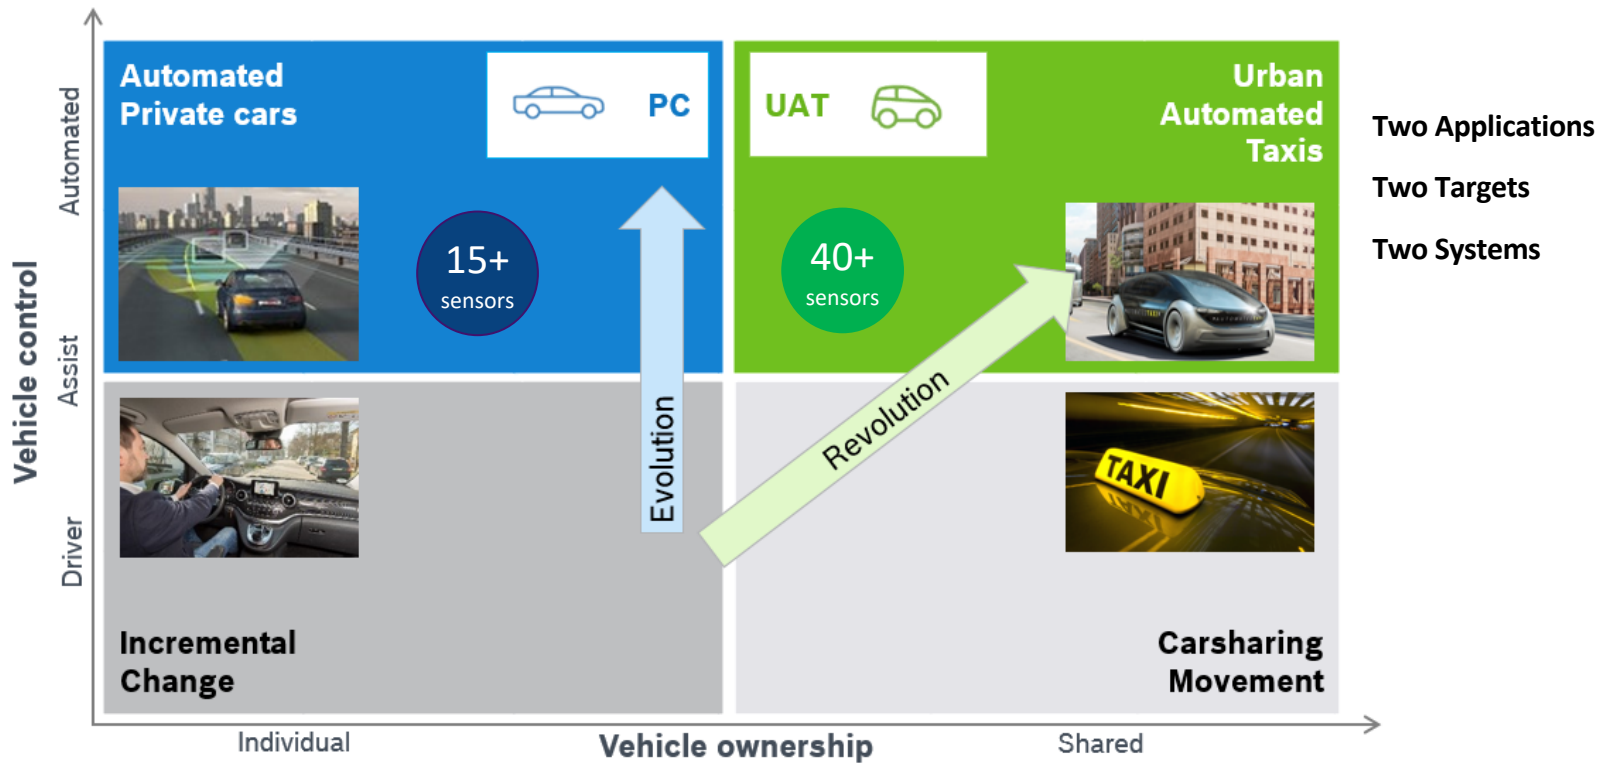 Automated
Private cars
PC
UAT
Urban
Automated
Taxis
15+
sensors
40+
sensors
Two Applications
Two Targets
Two Systems
Evolution
Revolution
TAXI
Incremental
Change
Carsharing
Movement
Vehicle control
Automated
Assist
Driver
Individual
Vehicle ownership
Shared